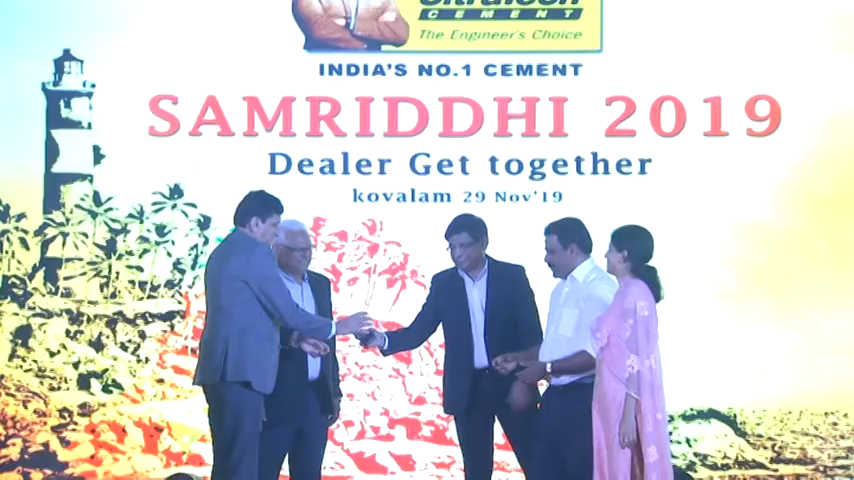 UltraTech
CEMENT
The Engineer's Choice
INDIA'S NO.1 CEMENT
SAMRIDDHI 2019
Dealer Get together
kovalam 29 Nov'19